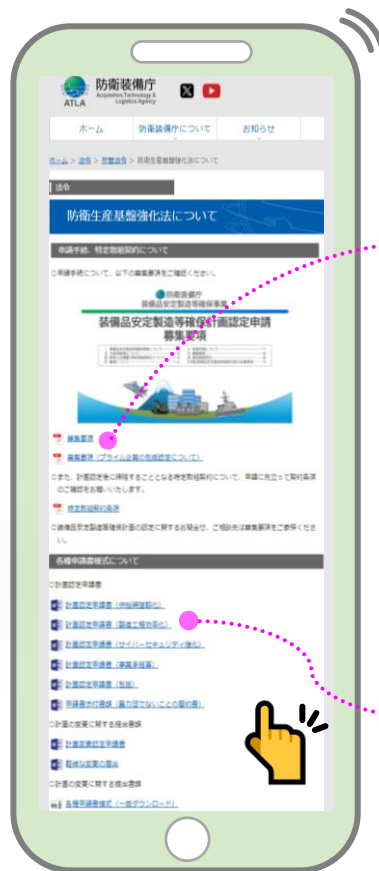 防衛装備庁
Acquisition, Technology &
Logistics Agency
ATLA
ホーム
防衛装備庁について
お知らせ
ホーム > 法令 > 所管法令 > 防衛生産基盤強化法について
法令
防衛生産基盤強化法について
申請手続、特定取組契約について
○申請手続について、以下の募集要項をご確認ください。
防衛装備庁
装備品安定製造等確保事業
装備品安定製造等確保計画認定申請
募集要項
募集要項
募集要項（プライム企業の包括認定について）
○また、計画認定後に締結することとなる特定取組契約について、申請に先立って契約条項
のご確認をお願いいたします。
特定取組契約条項
○装備品安定製造等確保計画の認定に関するお問合せ、ご相談先は募集要項をご参照くださ
い。
各種申請書様式について
○計画認定申請書
計画認定申請書（供給網強靱化）
計画認定申請書（製造工程効率化）
計画認定申請書（サイバーセキュリティ強化）
計画認定申請書（事業承継等）
計画認定申請書（包括）
申請書添付書類（暴力団でないことの誓約書）
○計画の変更に関する提出書類
計画変更認定申請書
軽微な変更の届出
○計画の変更に関する提出書類
各種申請書様式（一括ダウンロード）